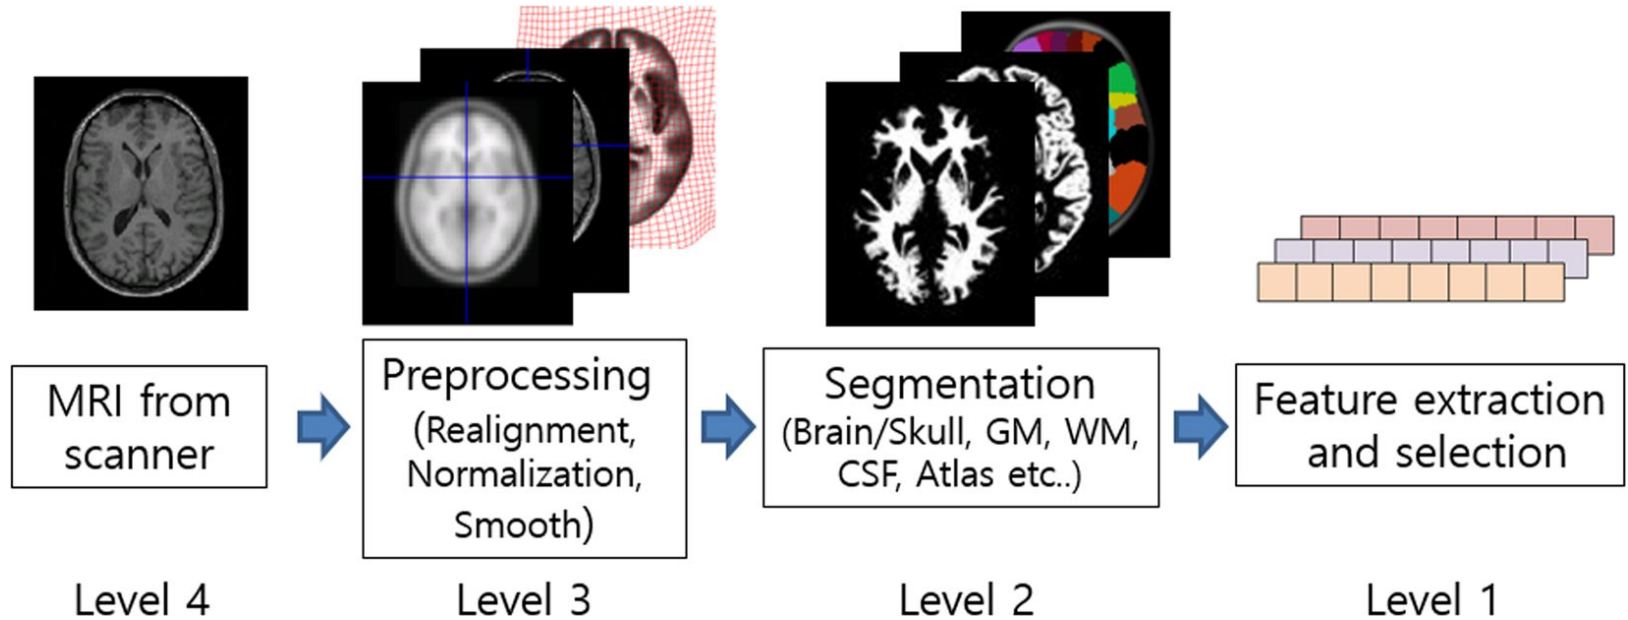 MRI from
scanner
Preprocessing
(Realignment,
Normalization,
Smooth)
Segmentation
(Brain/Skull, GM, WM,
CSF, Atlas etc..)
Feature extraction
and selection
Level 4
Level 3
Level 2
Level 1